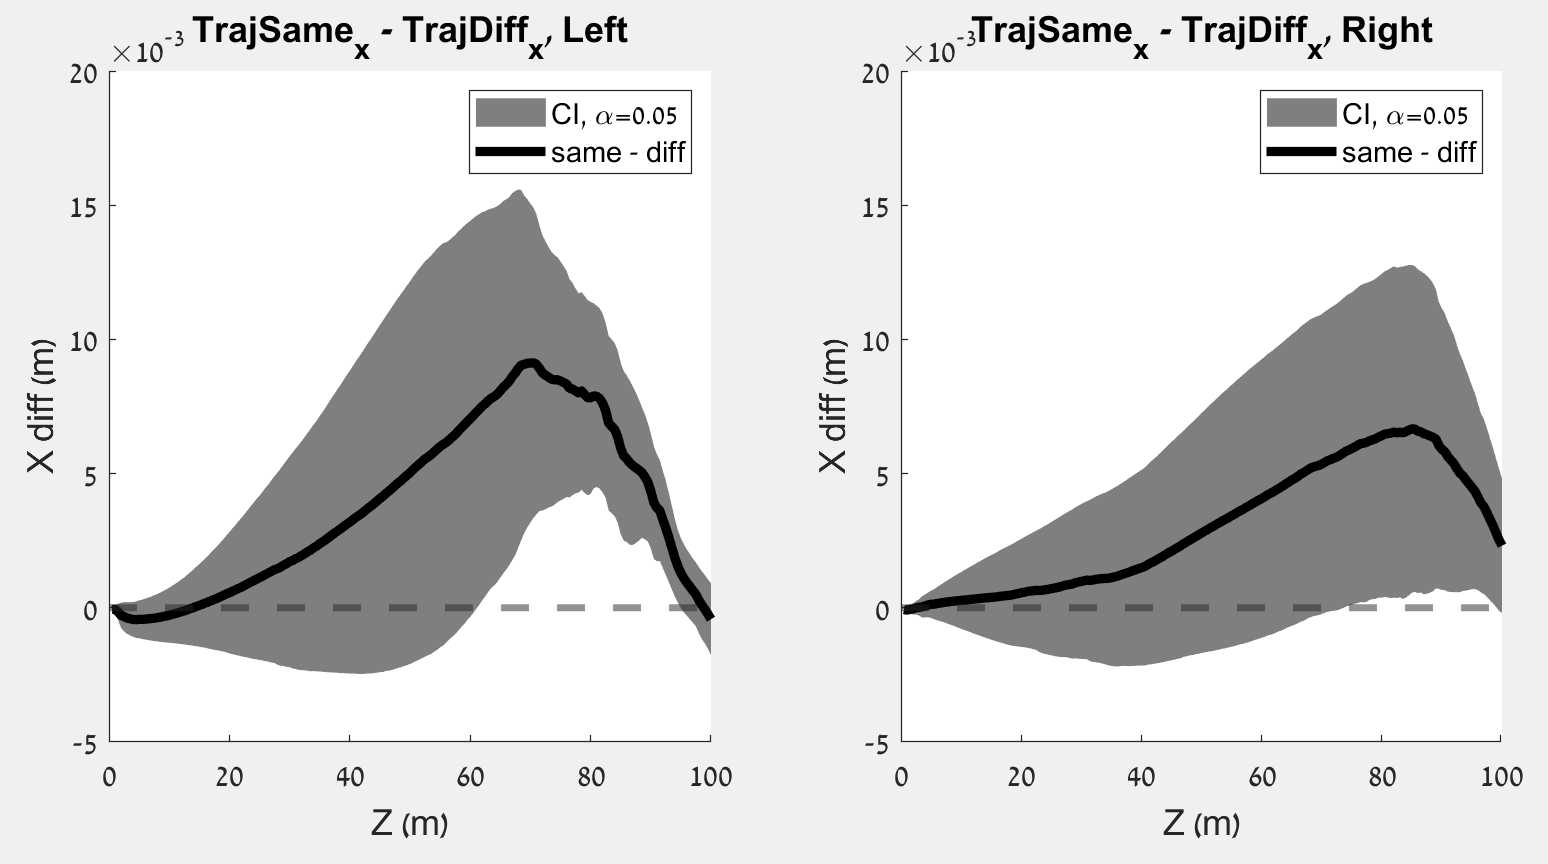 TrajSameₓ - TrajDiffₓ, Left
×10⁻³
20
15
10
5
0
-5
0 20 40 60 80 100
X diff (m)
Z (m)
CI, α=0.05
same - diff
TrajSameₓ - TrajDiffₓ, Right
×10⁻³
20
15
10
5
0
-5
0 20 40 60 80 100
X diff (m)
Z (m)
CI, α=0.05
same - diff